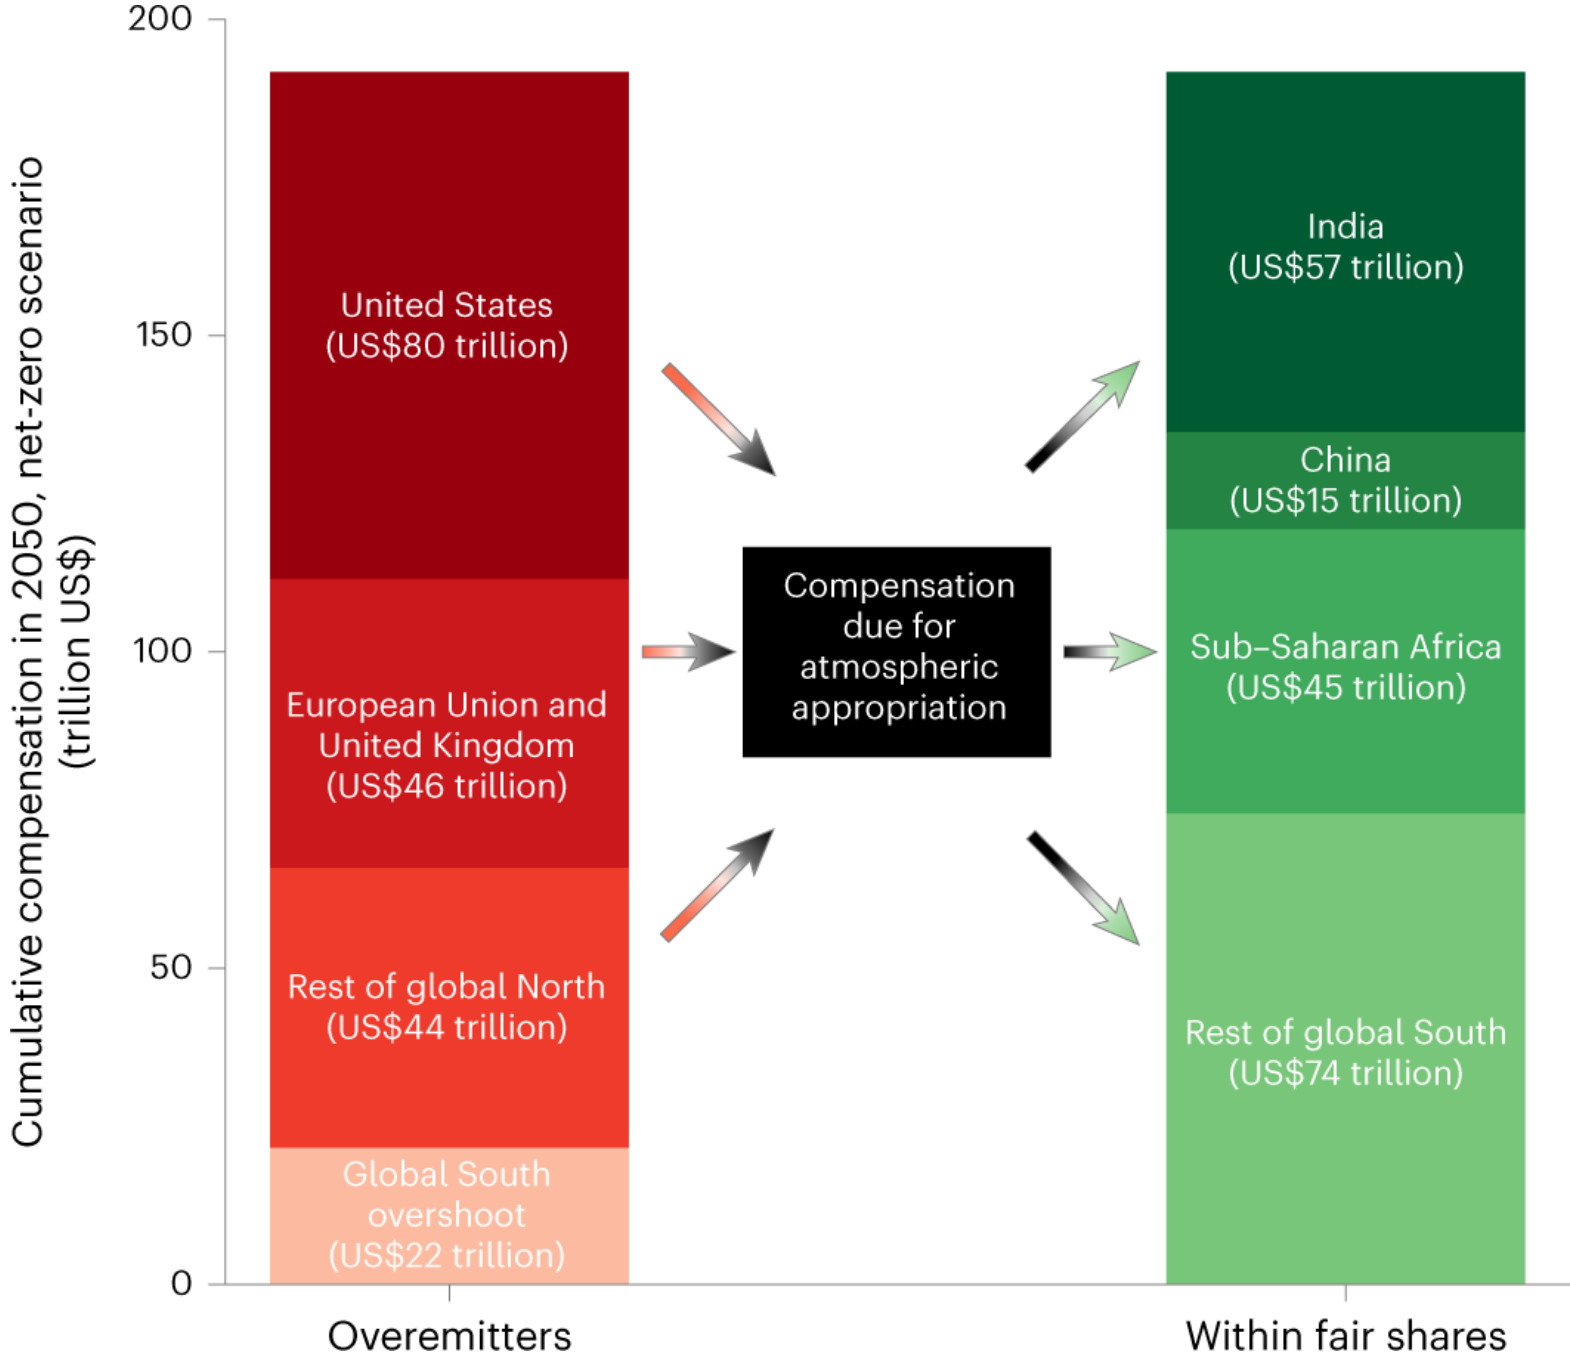 Cumulative compensation in 2050, net-zero scenario
(trillion US$)
200
150
100
50
0
United States
(US$80 trillion)
European Union and
United Kingdom
(US$46 trillion)
Rest of global North
(US$44 trillion)
Global South
overshoot
(US$22 trillion)
Compensation
due for
atmospheric
appropriation
India
(US$57 trillion)
China
(US$15 trillion)
Sub–Saharan Africa
(US$45 trillion)
Rest of global South
(US$74 trillion)
Overemitters
Within fair shares